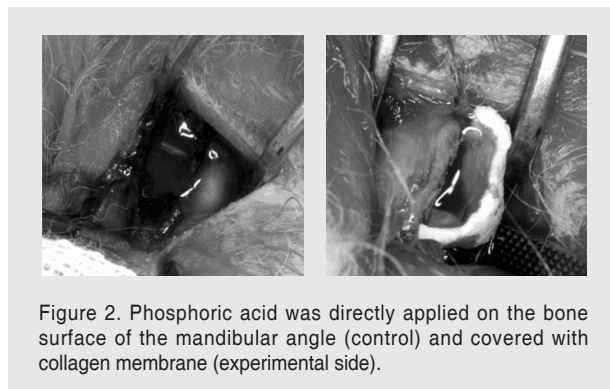 Figure 2. Phosphoric acid was directly applied on the bone
surface of the mandibular angle (control) and covered with
collagen membrane (experimental side).